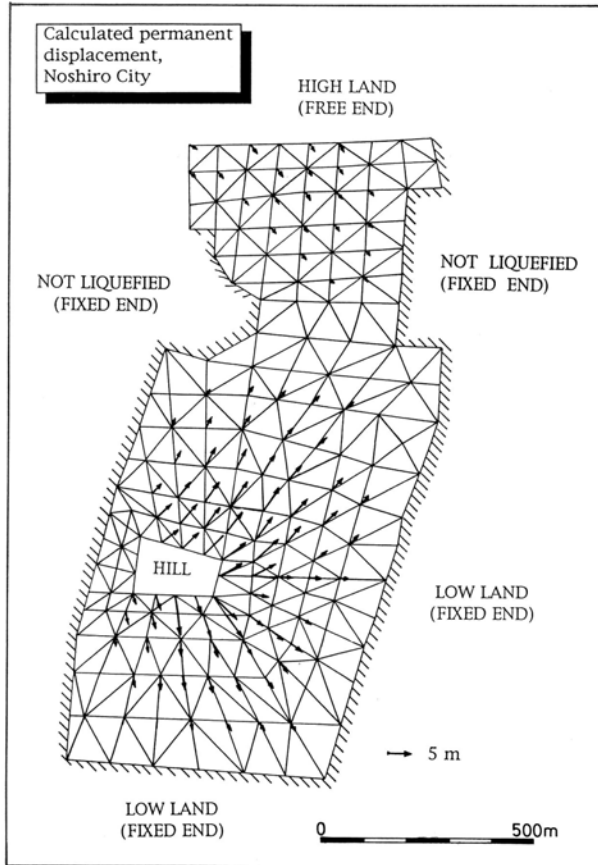 Calculated permanent
displacement,
Noshiro City
HIGH LAND
(FREE END)
NOT LIQUEFIED
(FIXED END)
NOT LIQUEFIED
(FIXED END)
HILL
LOW LAND
(FIXED END)
5 m
LOW LAND
(FIXED END)
0 500m